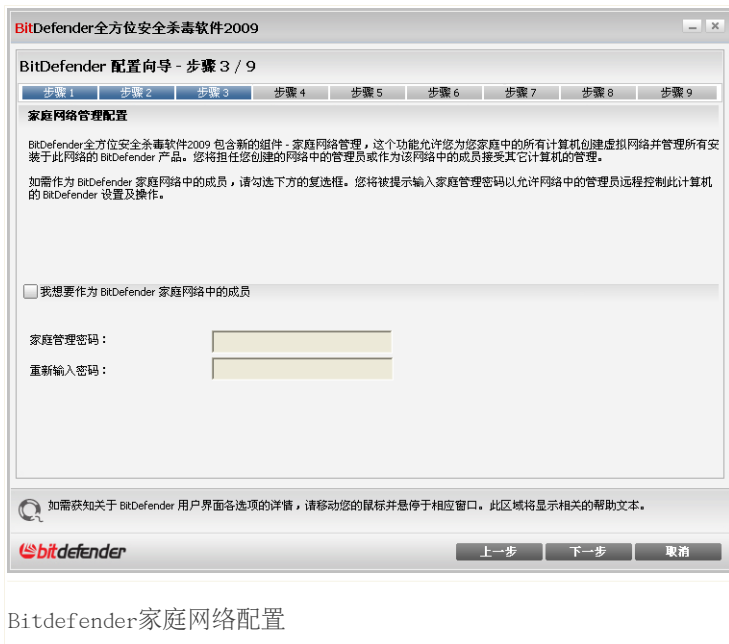 BitDefender全方位安全杀毒软件2009
BitDefender 配置向导 - 步骤 3 / 9
步骤 1 步骤 2 步骤 3 步骤 4 步骤 5 步骤 6 步骤 7 步骤 8 步骤 9
家庭网络管理配置
BitDefender全方位安全杀毒软件2009 包含新的组件 - 家庭网络管理，这个功能允许您为您家庭中的所有计算机创建虚拟网络并管理所有安
装于此网络的 BitDefender 产品。您将担任您创建的网络中的管理员或作为该网络中的成员接受其它计算机的管理。
如需作为 BitDefender 家庭网络中的成员，请勾选下方的复选框。您将被提示输入家庭管理密码以允许网络中的管理员远程控制此计算机
的 BitDefender 设置及操作。
我想要作为 BitDefender 家庭网络中的成员
家庭管理密码：
重新输入密码：
如需获知关于 BitDefender 用户界面各选项的详情，请移动您的鼠标并悬停于相应窗口。此区域将显示相关的帮助文本。
bitdefender
上一步 下一步 取消
Bitdefender家庭网络配置